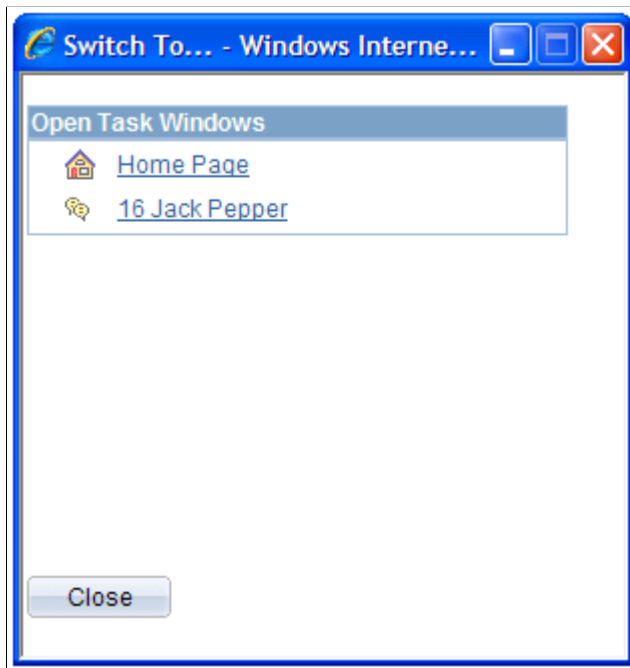 Switch To... - Windows Interne...
Open Task Windows
Home Page
16 Jack Pepper
Close